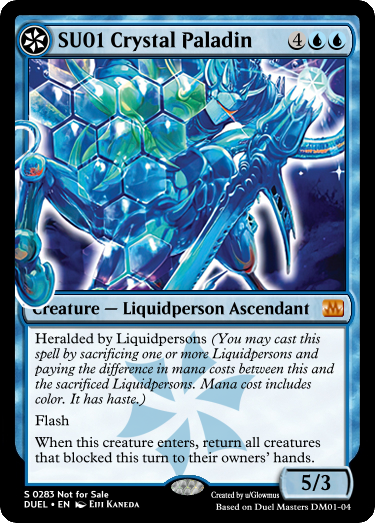 SU01 Crystal Paladin 4
Creature — Liquidperson Ascendant
Heralded by Liquidpersons (You may cast this
spell by sacrificing one or more Liquidpersons and
paying the difference in mana costs between this and
the sacrificed Liquidpersons. Mana cost includes
color. It has haste.)
Flash
When this creature enters, return all creatures
that blocked this turn to their owners' hands.
5/3
S 0283 Not for Sale
DUEL • EN Eiji Kaneda
Created by u/Glowmus
Based on Duel Masters DM01-04